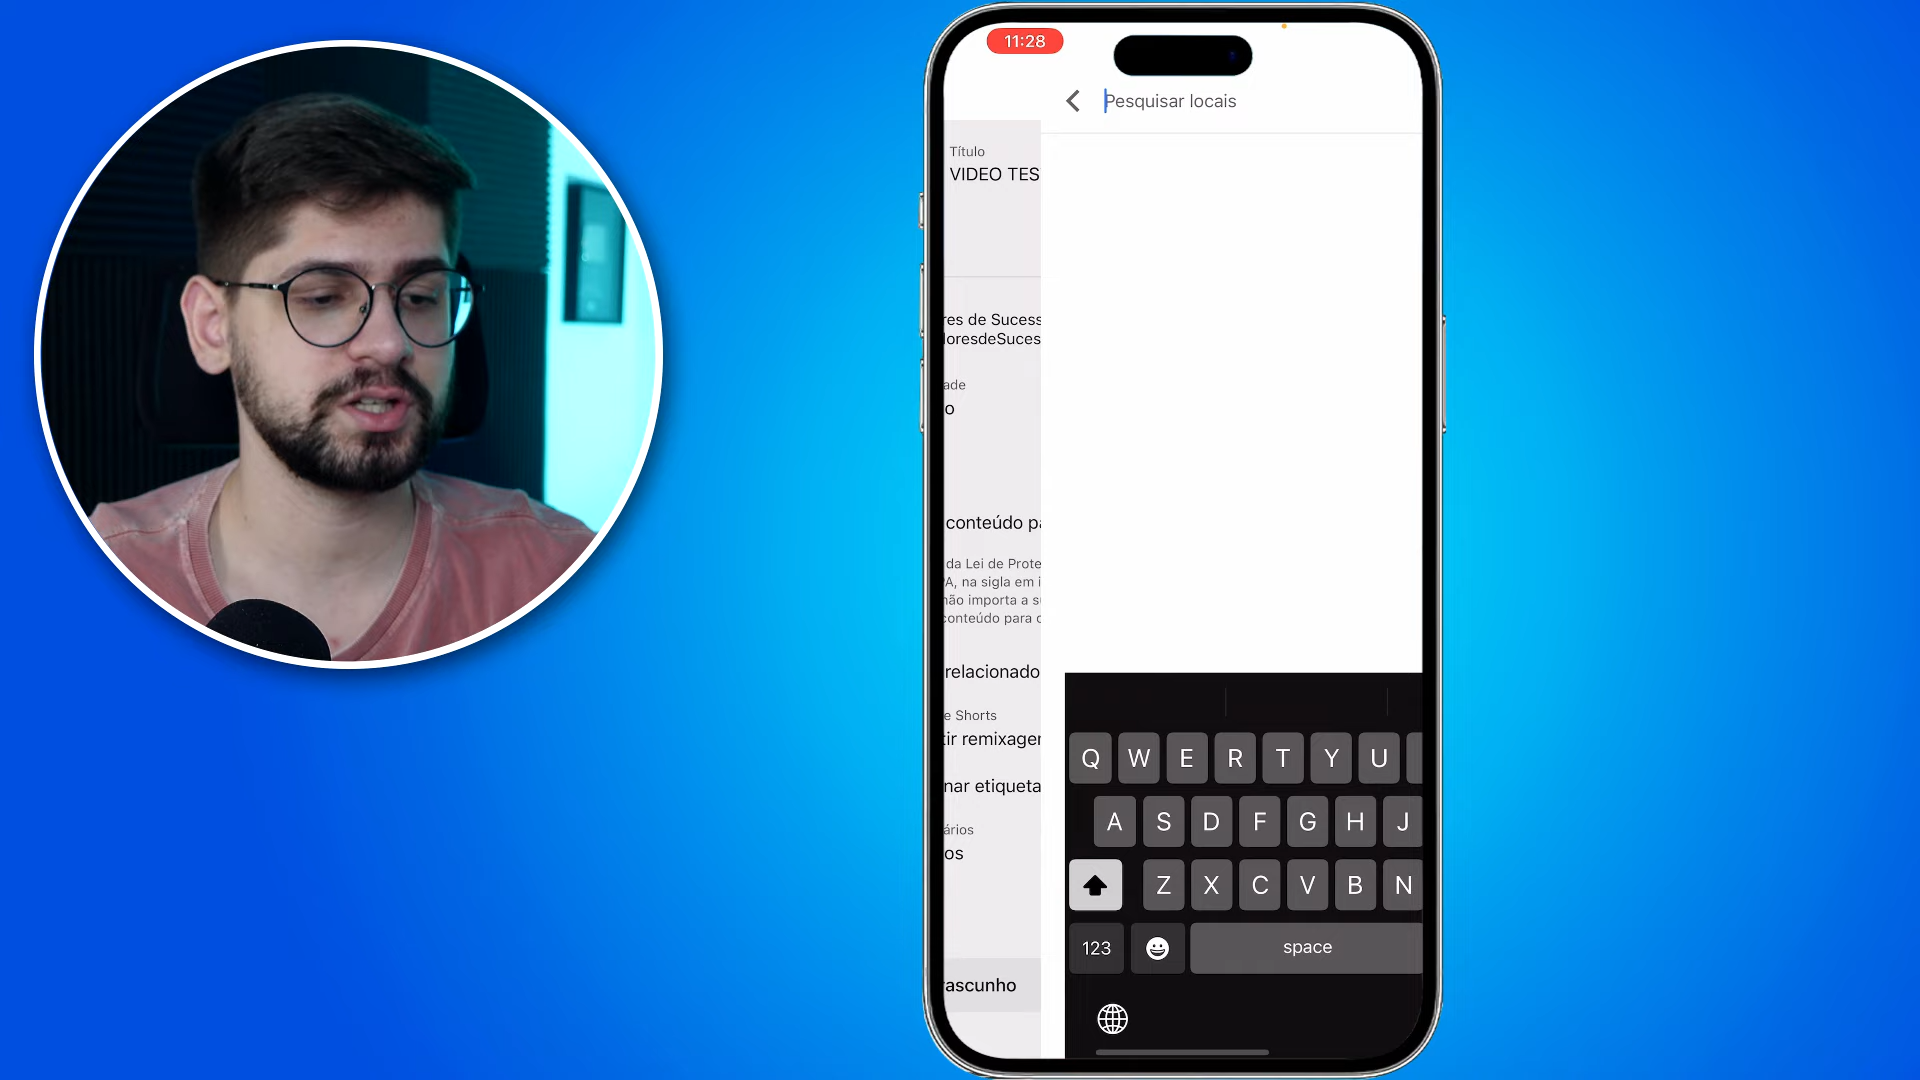 11:28
Pesquisar locais
Título
VIDEO TES
res de Sucess
loresdeSuces
ade
o
conteúdo pa
da Lei de Prote
A, na sigla em i
não importa a su
conteúdo para c
relacionado
e Shorts
tir remixager
nar etiqueta
ários
os
ascunho
Q W E R T Y U
A S D F G H J
Z X C V B N
123
space